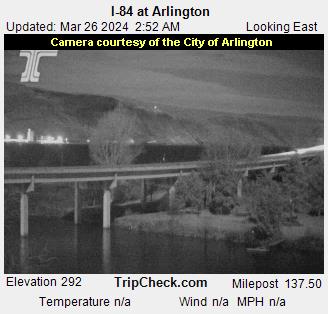 I-84 at Arlington
Updated: Mar 26 2024 2:52 AM Looking East
Camera courtesy of the City of Arlington
Elevation 292 TripCheck.com Milepost 137.50
Temperature n/a Wind n/a MPH n/a